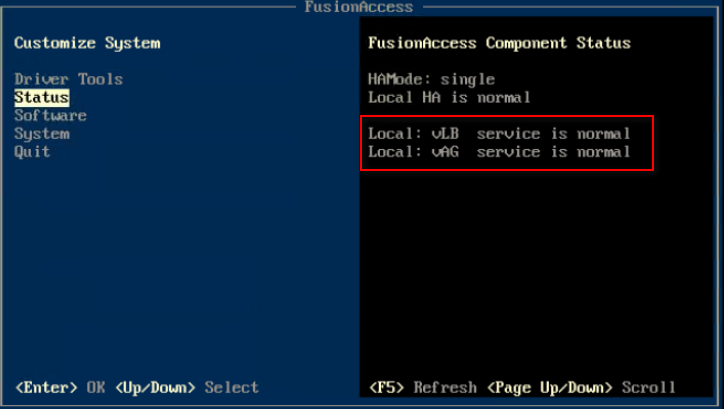 FusionAccess
Customize System
Driver Tools
Status
Software
System
Quit
<Enter> OK <Up/Down> Select
FusionAccess Component Status
HAMode: single
Local HA is normal
Local: vLB  service is normal
Local: vAG  service is normal
<F5> Refresh <Page Up/Down> Scroll